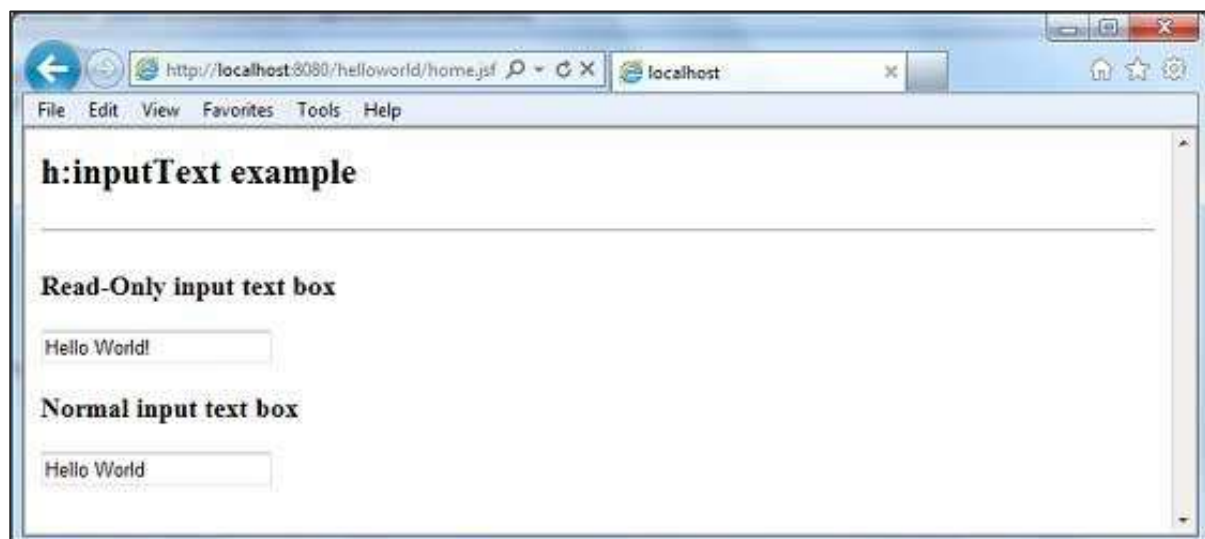 http://localhost:8080/helloworld/home.jsf
localhost
File Edit View Favorites Tools Help
h:inputText example
Read-Only input text box
Hello World!
Normal input text box
Hello World